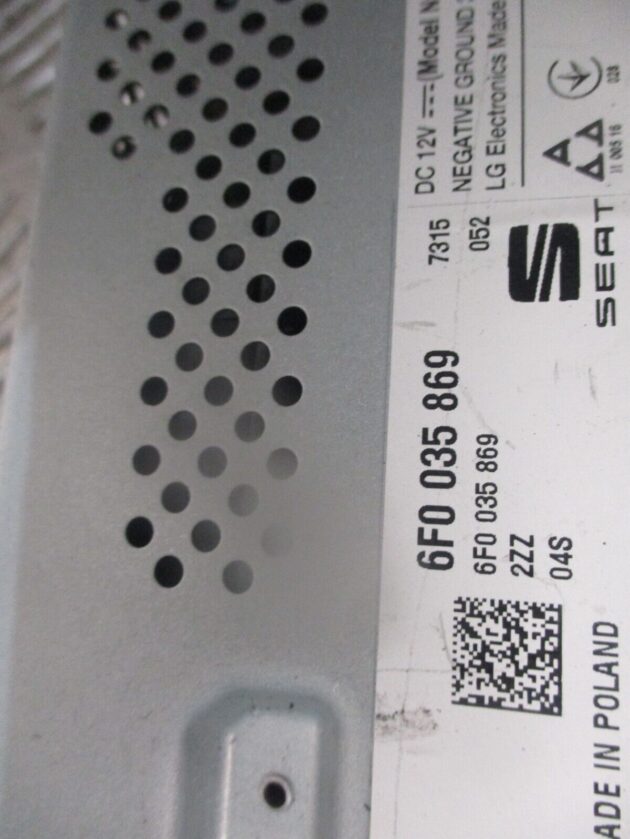 DC 12V (Model N
NEGATIVE GROUND
LG Electronics Made
7315
052
028
SEAT
6F0 035 869
6F0 035 869
2ZZ
04S
ADE IN POLAND